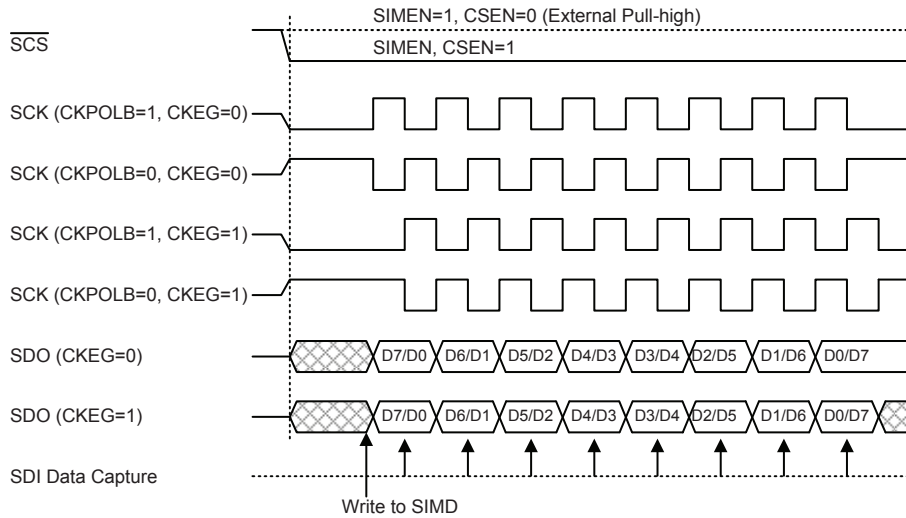 SIMEN=1, CSEN=0 (External Pull-high)
SCS
SIMEN, CSEN=1
SCK (CKPOLB=1, CKEG=0)
SCK (CKPOLB=0, CKEG=0)
SCK (CKPOLB=1, CKEG=1)
SCK (CKPOLB=0, CKEG=1)
SDO (CKEG=0) D7/D0 D6/D1 D5/D2 D4/D3 D3/D4 D2/D5 D1/D6 D0/D7
SDO (CKEG=1) D7/D0 D6/D1 D5/D2 D4/D3 D3/D4 D2/D5 D1/D6 D0/D7
SDI Data Capture
Write to SIMD